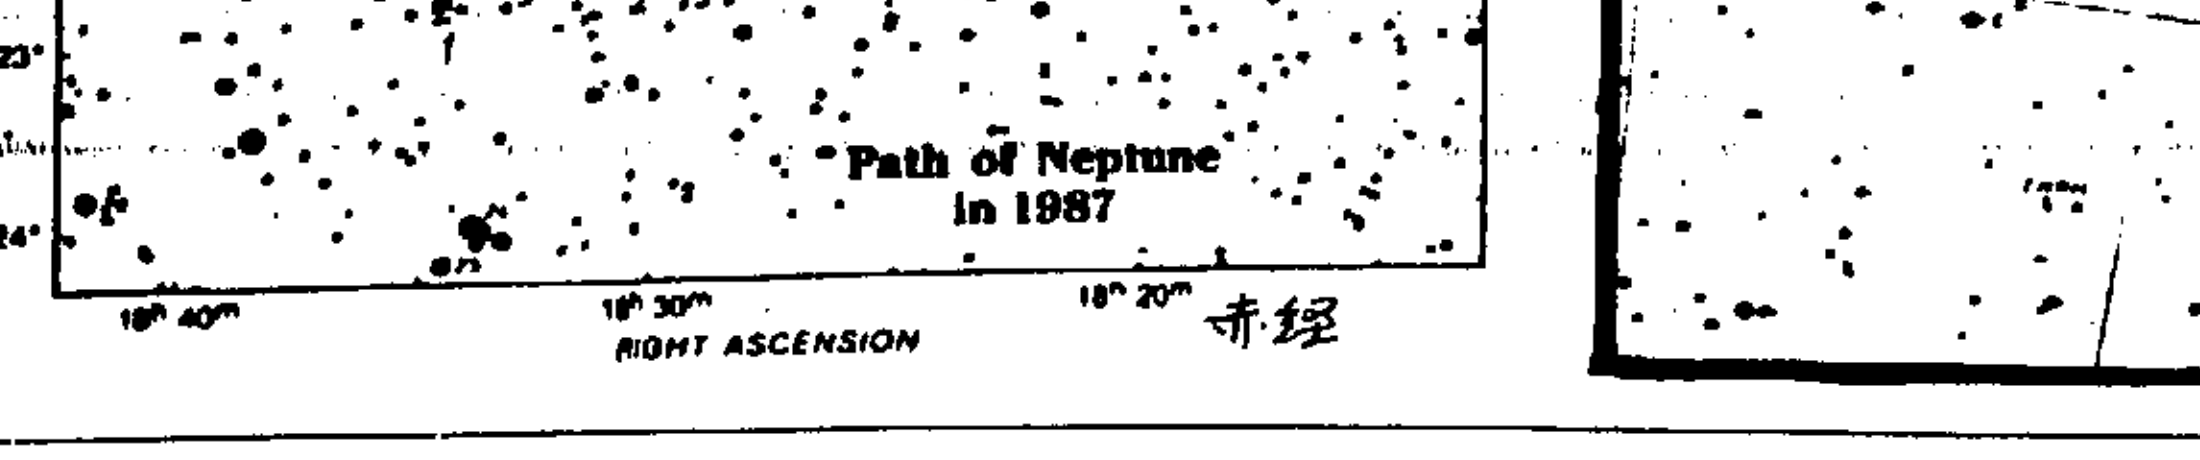 23°
Path of Neptune
in 1987
24°
18ʰ 40ᵐ
18ʰ 30ᵐ
18ʰ 20ᵐ
赤经
RIGHT ASCENSION